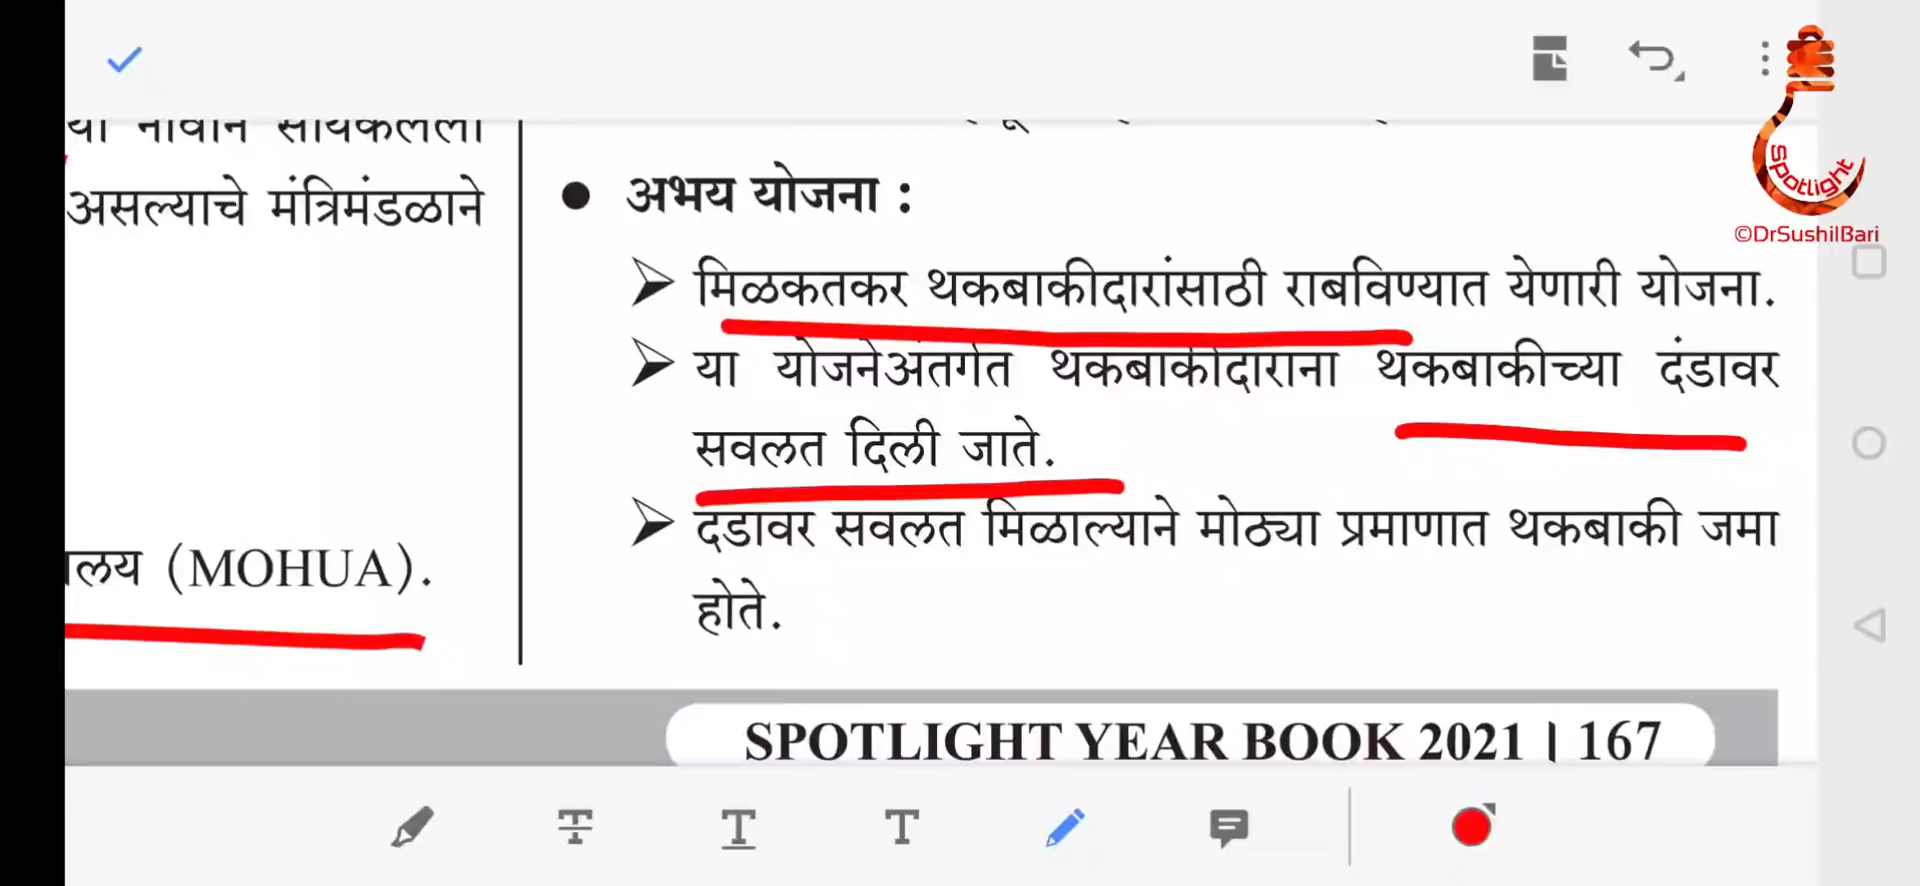 या नावाने सायकलला
असल्याचे मंत्रिमंडळाने
लय (MOHUA).
● अभय योजना :
➤ मिळकतकर थकबाकीदारांसाठी राबविण्यात येणारी योजना.
➤ या योजनेअंतर्गत थकबाकीदारांना थकबाकीच्या दंडावर
सवलत दिली जाते.
➤ दंडावर सवलत मिळाल्याने मोठ्या प्रमाणात थकबाकी जमा
होते.
SPOTLIGHT YEAR BOOK 2021 | 167
Spotlight
©DrSushilBari